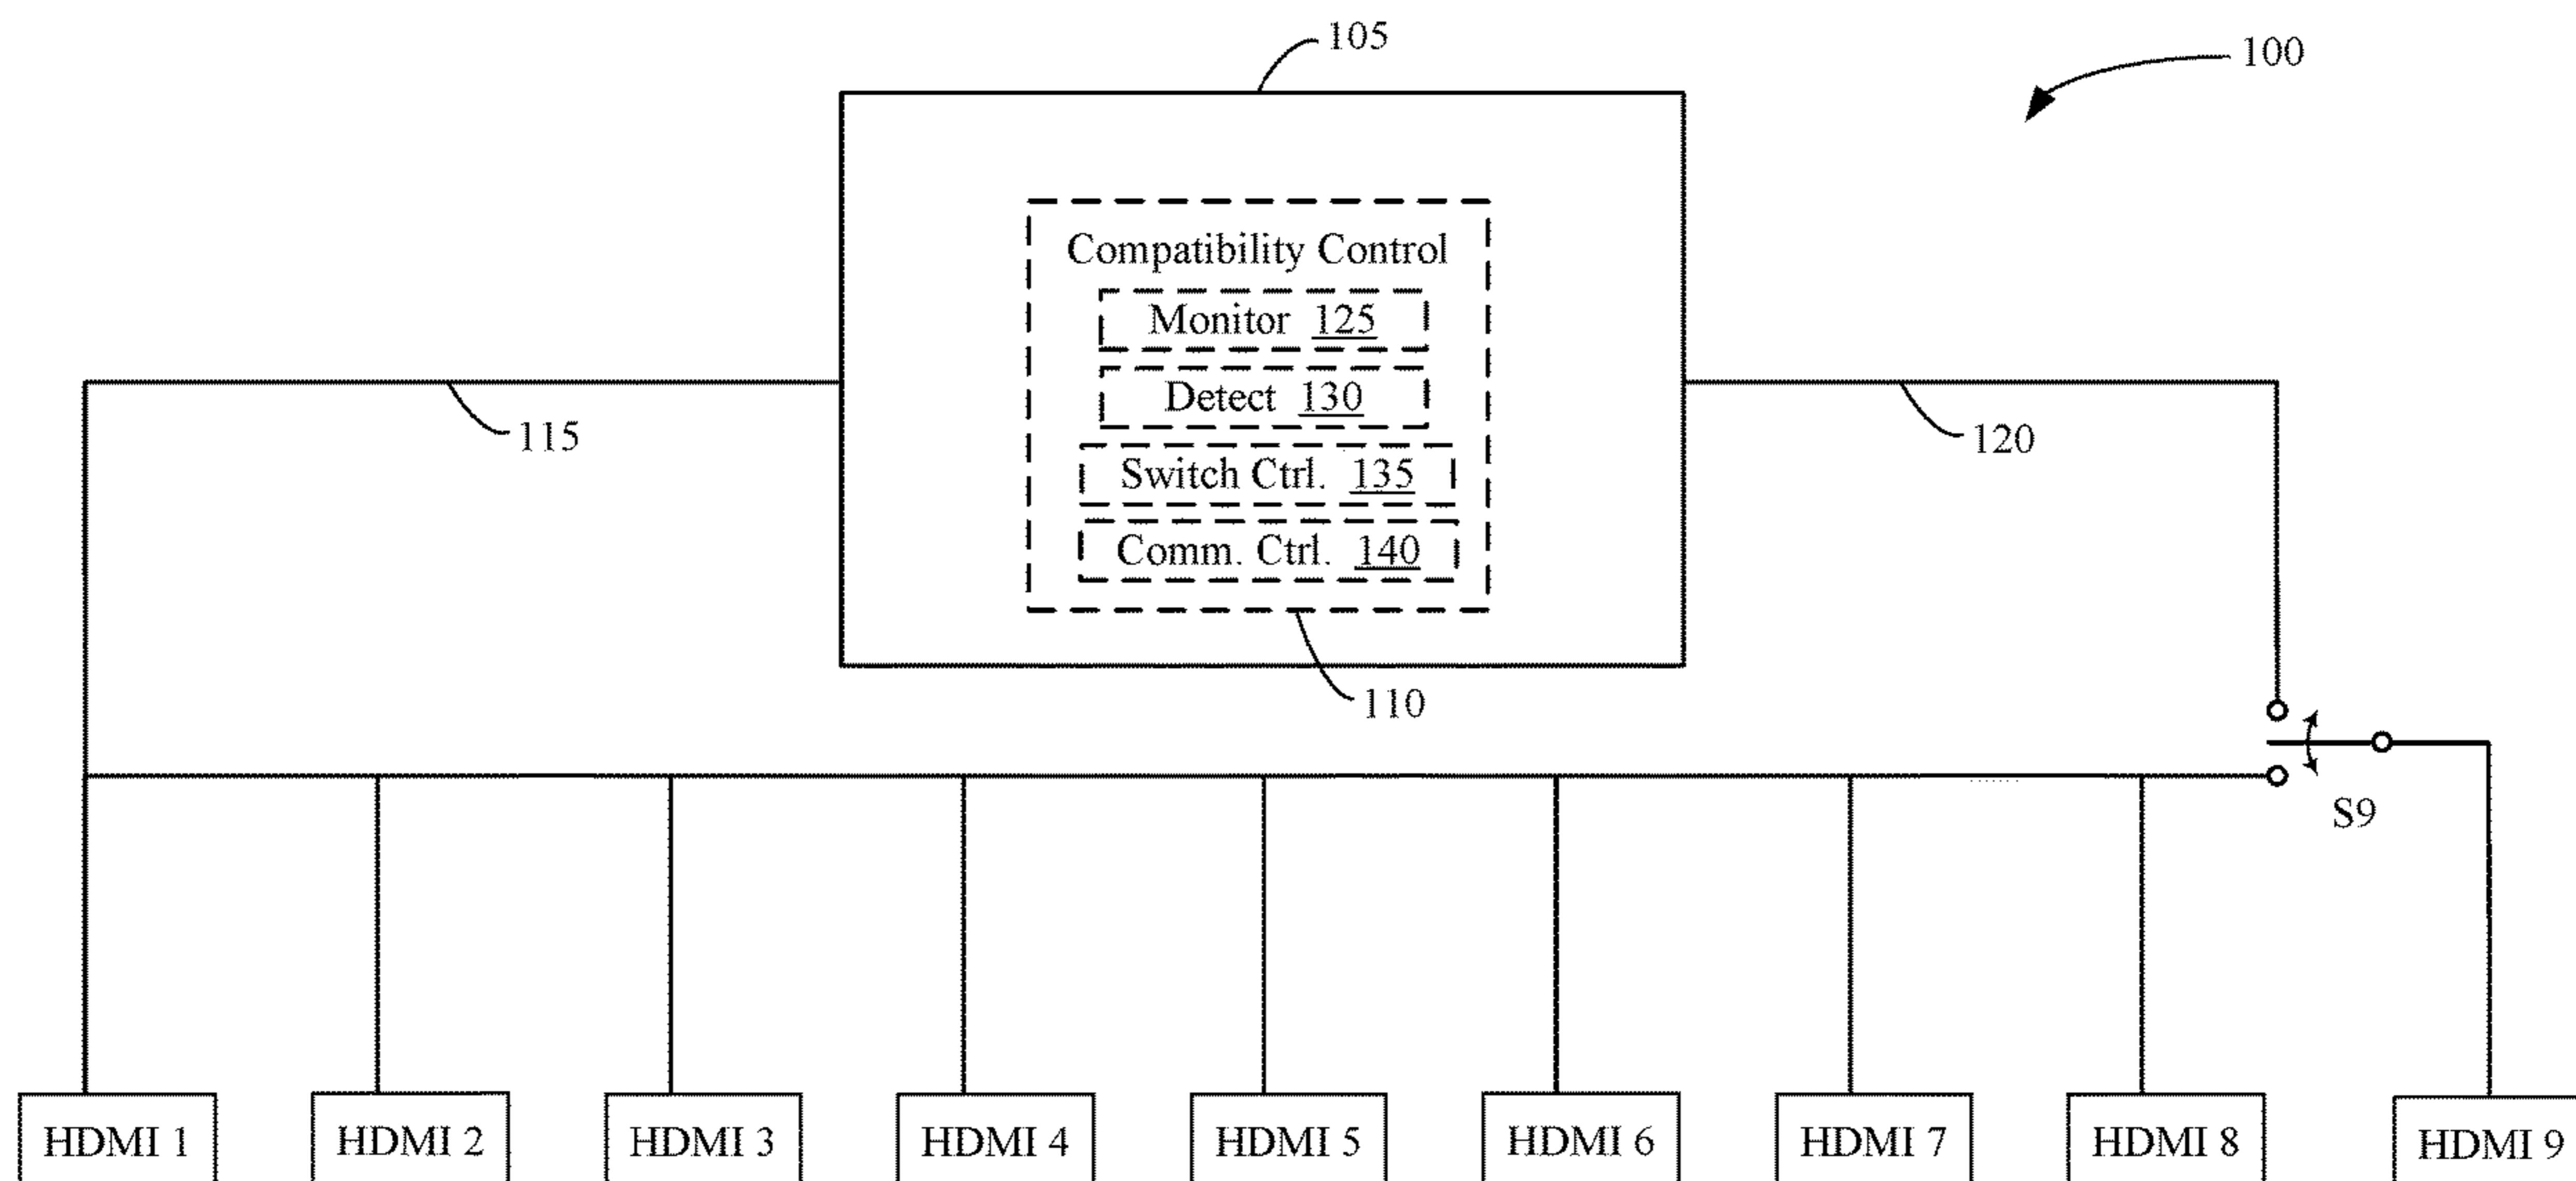 105
100
Compatibility Control
Monitor 125
Detect 130
Switch Ctrl. 135
Comm. Ctrl. 140
115
120
110
S9
HDMI 1
HDMI 2
HDMI 3
HDMI 4
HDMI 5
HDMI 6
HDMI 7
HDMI 8
HDMI 9